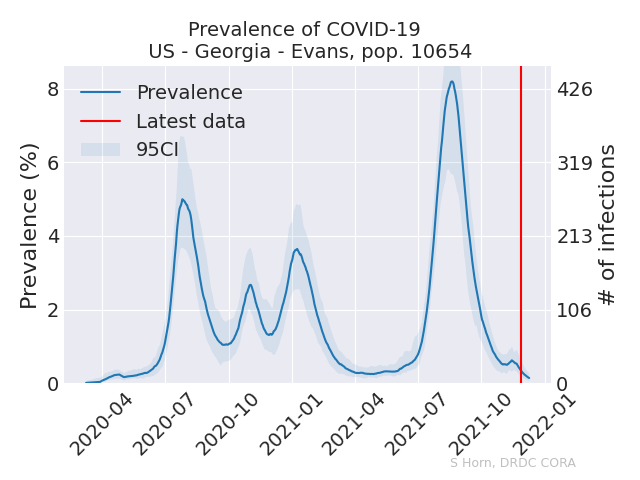 Prevalence of COVID-19
US - Georgia - Evans, pop. 10654
Prevalence
Latest data
95CI
Prevalence (%)
8
6
4
2
0
# of infections
426
319
213
106
0
2020-04
2020-07
2020-10
2021-01
2021-04
2021-07
2021-10
2022-01
S Horn, DRDC CORA